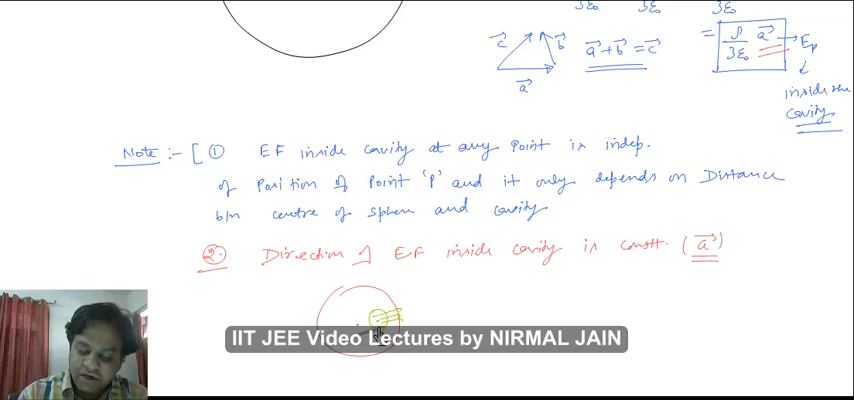 3ε₀ 3ε₀ 3ε₀
c⃗ b⃗ a⃗ + b⃗ = c⃗ = ρ/3ε₀ a⃗ → Ep
a⃗
inside the
cavity
Note :- [ ① EF inside cavity at any Point is indep.
of Position of Point 'P' and it only depends on Distance
b/n centre of sphere and cavity
②. Direction of EF inside cavity is const. (a⃗)
IIT JEE Video Lectures by NIRMAL JAIN